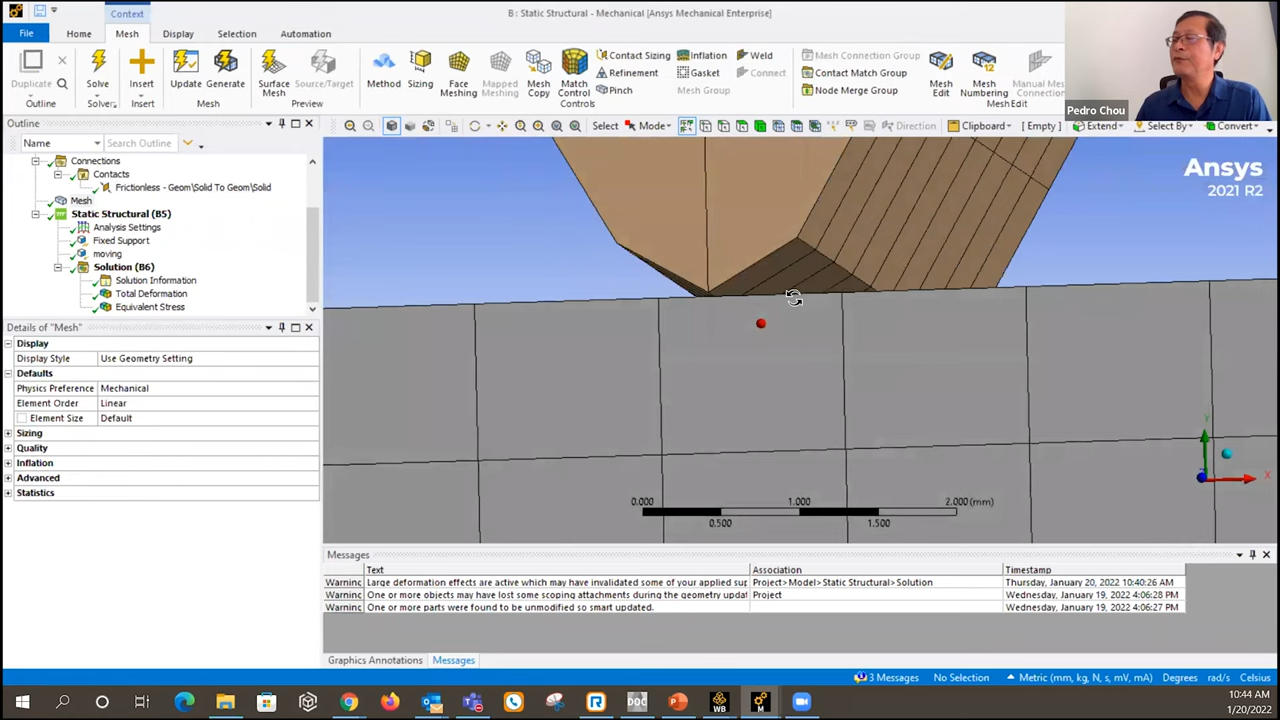 Context
B : Static Structural - Mechanical [Ansys Mechanical Enterprise]
File Home Mesh Display Selection Automation
Duplicate Solve Insert Update Generate Surface Mesh Source/Target Method Sizing Face Meshing Mapped Meshing Mesh Copy Match Control Contact Sizing Refinement Pinch Inflation Gasket Mesh Group Weld Connect Mesh Connection Group Contact Match Group Node Merge Group Mesh Edit Mesh Numbering Manual Mesh Connection
Outline Solve Insert Mesh Preview Controls Mesh Edit
Pedro Chou
Outline
Name Search Outline
Select Mode Direction Clipboard [ Empty ] Extend Select By Convert
Connections
Contacts
Frictionless - Geom\Solid To Geom\Solid
Mesh
Static Structural (B5)
Analysis Settings
Fixed Support
moving
Solution (B6)
Solution Information
Total Deformation
Equivalent Stress
Ansys
2021 R2
Details of "Mesh"
Display
Display Style Use Geometry Setting
Defaults
Physics Preference Mechanical
Element Order Linear
Element Size Default
Sizing
Quality
Inflation
Advanced
Statistics
Y
X
0.000 1.000 2.000 (mm)
0.500 1.500
Messages
Text Association Timestamp
Warninc Large deformation effects are active which may have invalidated some of your applied sup Project>Model>Static Structural>Solution Thursday, January 20, 2022 10:40:26 AM
Warninc One or more objects may have lost some scoping attachments during the geometry updat Project Wednesday, January 19, 2022 4:06:28 PM
Warninc One or more parts were found to be unmodified so smart updated. Wednesday, January 19, 2022 4:06:27 PM
Graphics Annotations Messages
3 Messages No Selection Metric (mm, kg, N, s, mV, mA) Degrees rad/s Celsius
10:44 AM
1/20/2022